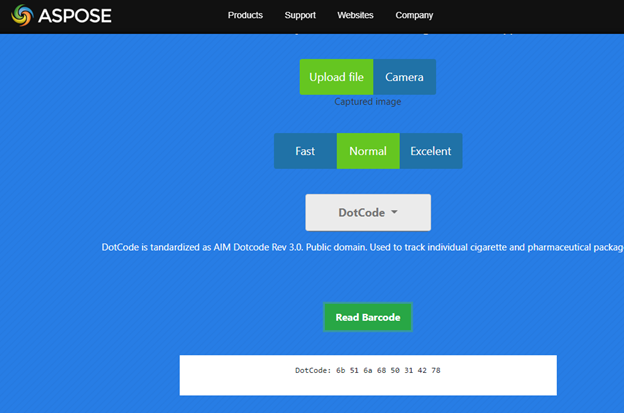 ASPOSE Products Support Websites Company
Upload file Camera
Captured image
Fast Normal Excelent
DotCode
DotCode is tandardized as AIM Dotcode Rev 3.0. Public domain. Used to track individual cigarette and pharmaceutical package
Read Barcode
DotCode: 6b 51 6a 68 50 31 42 78